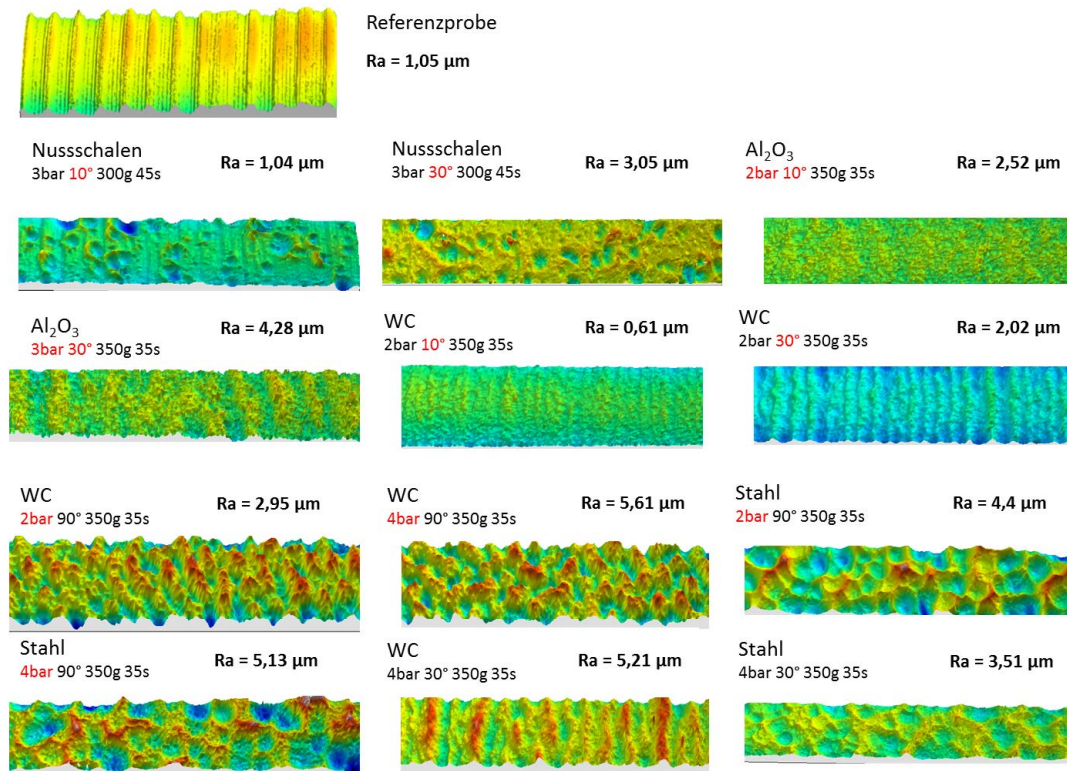 Referenzprobe
Ra = 1,05 µm
Nussschalen
Ra = 1,04 µm
3bar 10° 300g 45s
Nussschalen
Ra = 3,05 µm
3bar 30° 300g 45s
Al₂O₃
Ra = 2,52 µm
2bar 10° 350g 35s
Al₂O₃
Ra = 4,28 µm
3bar 30° 350g 35s
WC
Ra = 0,61 µm
2bar 10° 350g 35s
WC
Ra = 2,02 µm
2bar 30° 350g 35s
WC
Ra = 2,95 µm
2bar 90° 350g 35s
WC
Ra = 5,61 µm
4bar 90° 350g 35s
Stahl
Ra = 4,4 µm
2bar 90° 350g 35s
Stahl
Ra = 5,13 µm
4bar 90° 350g 35s
WC
Ra = 5,21 µm
4bar 30° 350g 35s
Stahl
Ra = 3,51 µm
4bar 30° 350g 35s